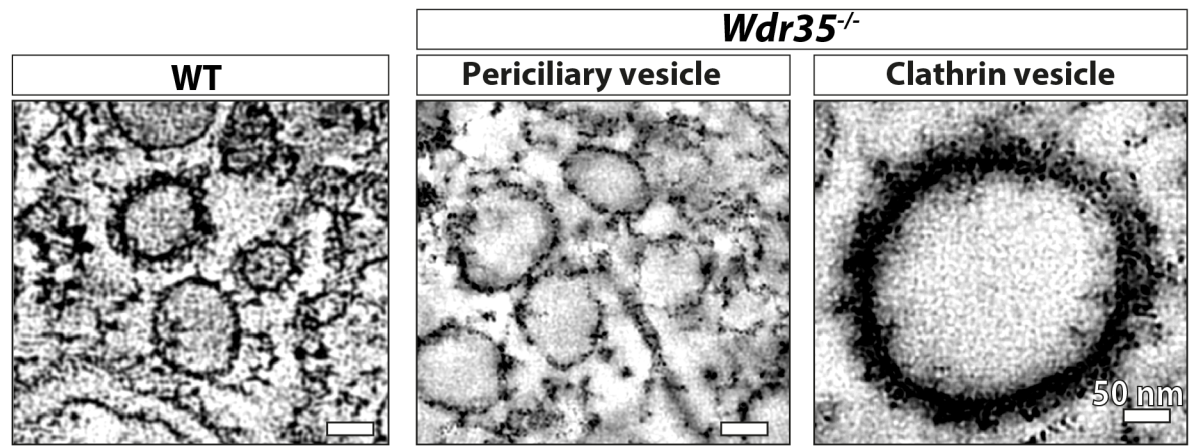 Wdr35-/-
WT
Periciliary vesicle
Clathrin vesicle
50 nm